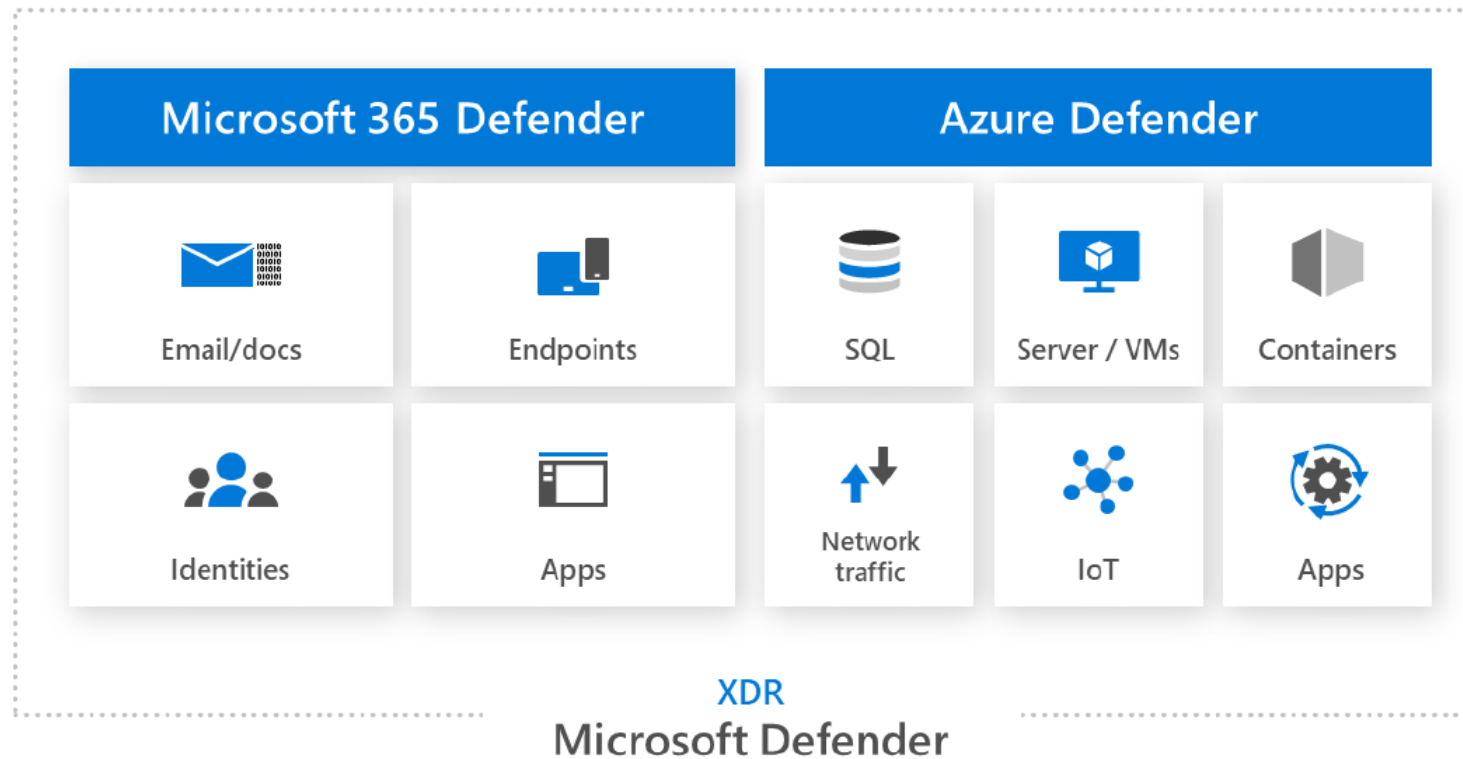 Microsoft 365 Defender
Azure Defender
Email/docs
Endpoints
SQL
Server / VMs
Containers
Identities
Apps
Network
traffic
IoT
Apps
XDR
Microsoft Defender